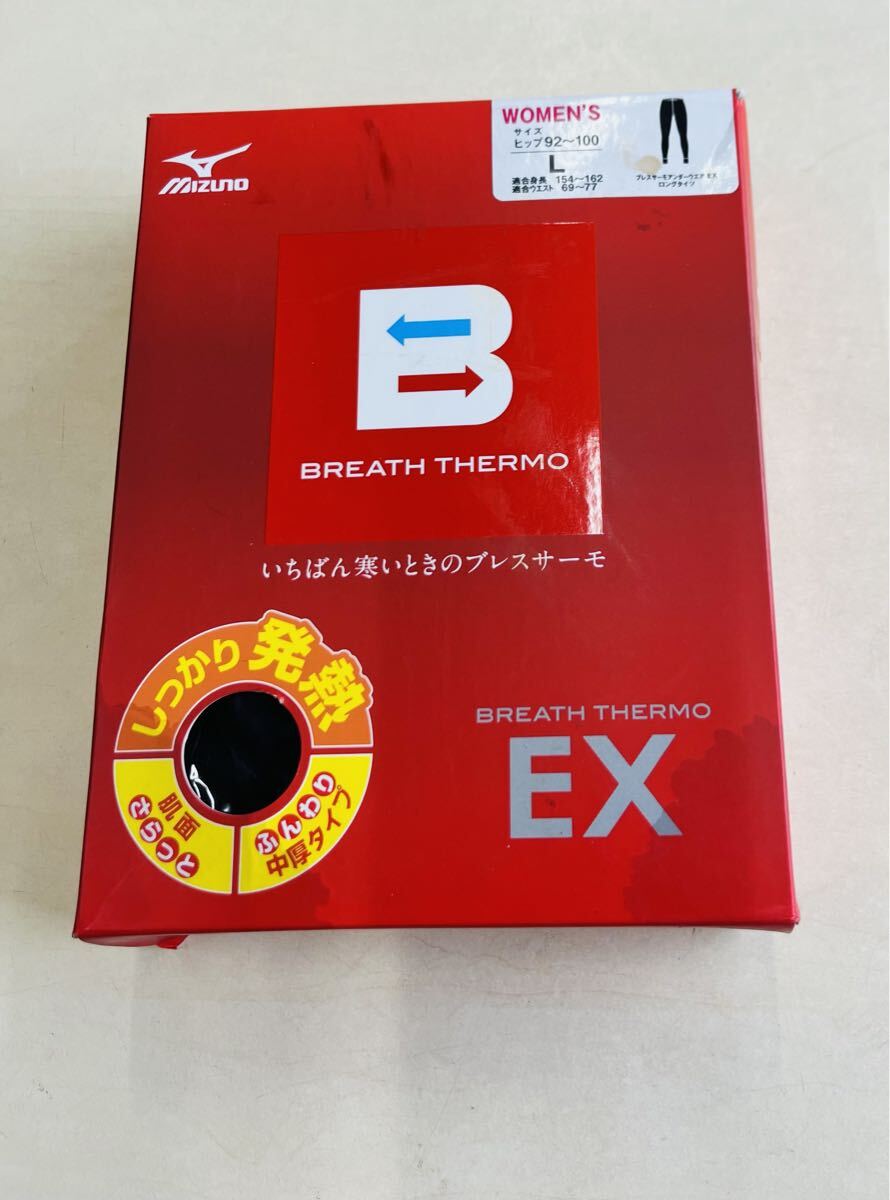 MIZUNO
WOMEN'S
サイズ
ヒップ92～100
L
適合身長 154～162
適合ウエスト 69～77
ブレスサーモアンダーウエア EX
ロングタイツ
B
BREATH THERMO
いちばん寒いときのブレスサーモ
しっかり発熱
肌面
さらっと
ふんわり
中厚タイプ
BREATH THERMO
EX